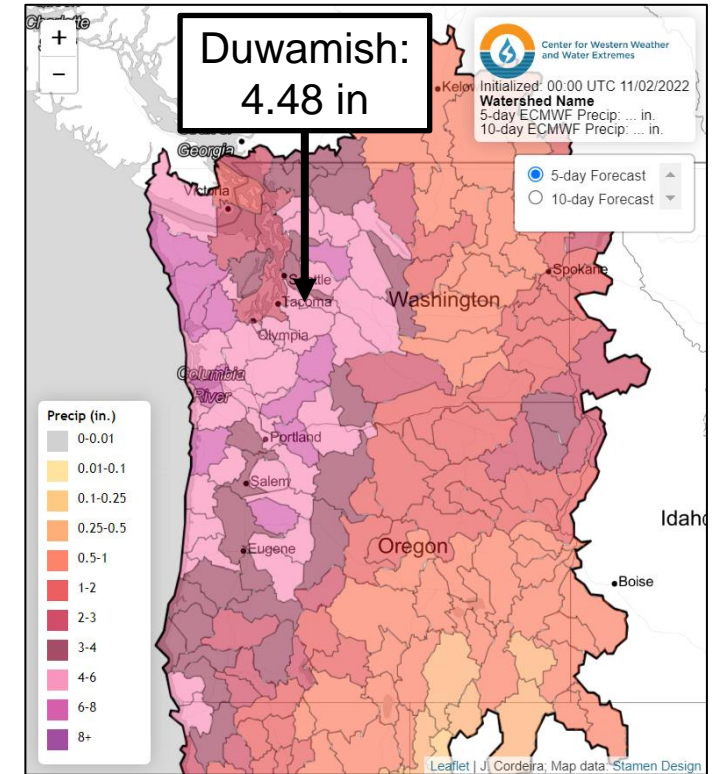 Charlotte
+
−
Duwamish:
4.48 in
Center for Western Weather
and Water Extremes
Initialized: 00:00 UTC 11/02/2022
Watershed Name
5-day ECMWF Precip: ... in.
10-day ECMWF Precip: ... in.
Georgia
5-day Forecast
10-day Forecast
Victoria
Seattle
Spokane
Tacoma
Washington
Olympia
Columbia
River
Precip (in.)
0-0.01
0.01-0.1
0.1-0.25
0.25-0.5
0.5-1
1-2
2-3
3-4
4-6
6-8
8+
Portland
Salem
Eugene
Oregon
Idaho
Boise
Leaflet | J. Cordeira; Map data: Stamen Design